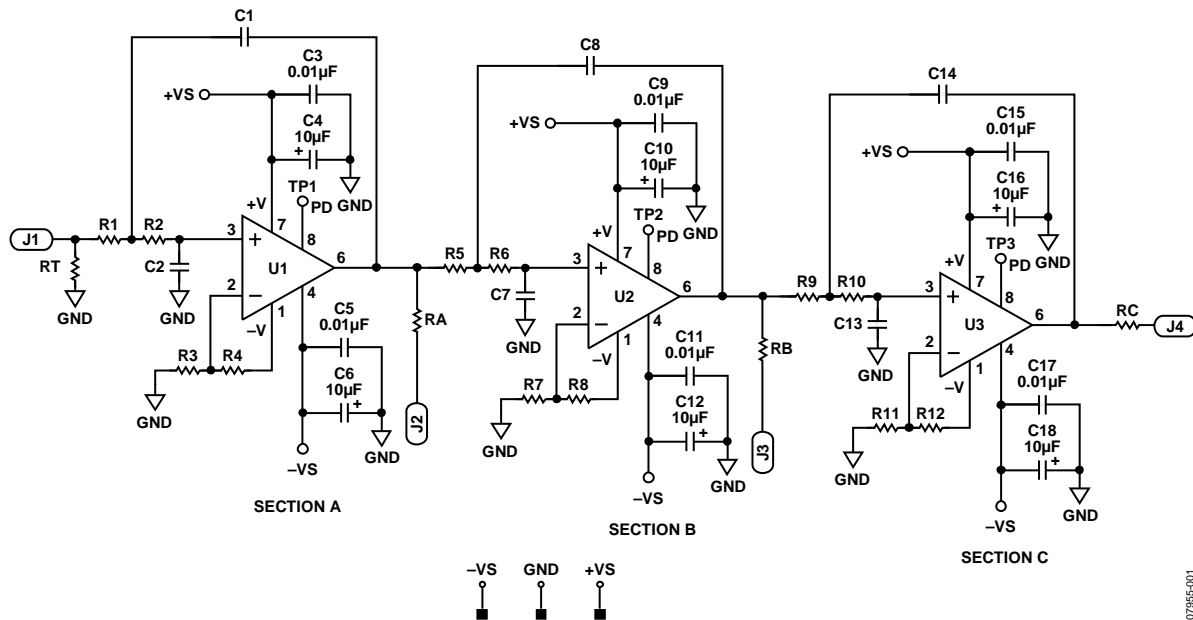 C1
C3
0.01µF
+VS
C4
10µF
+
GND
TP1
PD
+V
7
8
J1
RT
GND
R1
R2
C2
GND
3
+
U1
6
2
−
4
−V
1
R3
R4
GND
C5
0.01µF
C6
10µF
+
GND
−VS
RA
J2
SECTION A
C8
C9
0.01µF
+VS
C10
10µF
+
GND
TP2
PD
+V
7
8
R5
R6
C7
GND
3
+
U2
6
2
−
4
−V
1
R7
R8
GND
C11
0.01µF
C12
10µF
+
GND
−VS
RB
J3
SECTION B
C14
C15
0.01µF
+VS
C16
10µF
+
GND
TP3
PD
+V
7
8
R9
R10
C13
GND
3
+
U3
6
2
−
4
−V
1
R11
R12
GND
C17
0.01µF
C18
10µF
+
GND
−VS
RC
J4
SECTION C
−VS GND +VS
07955-001